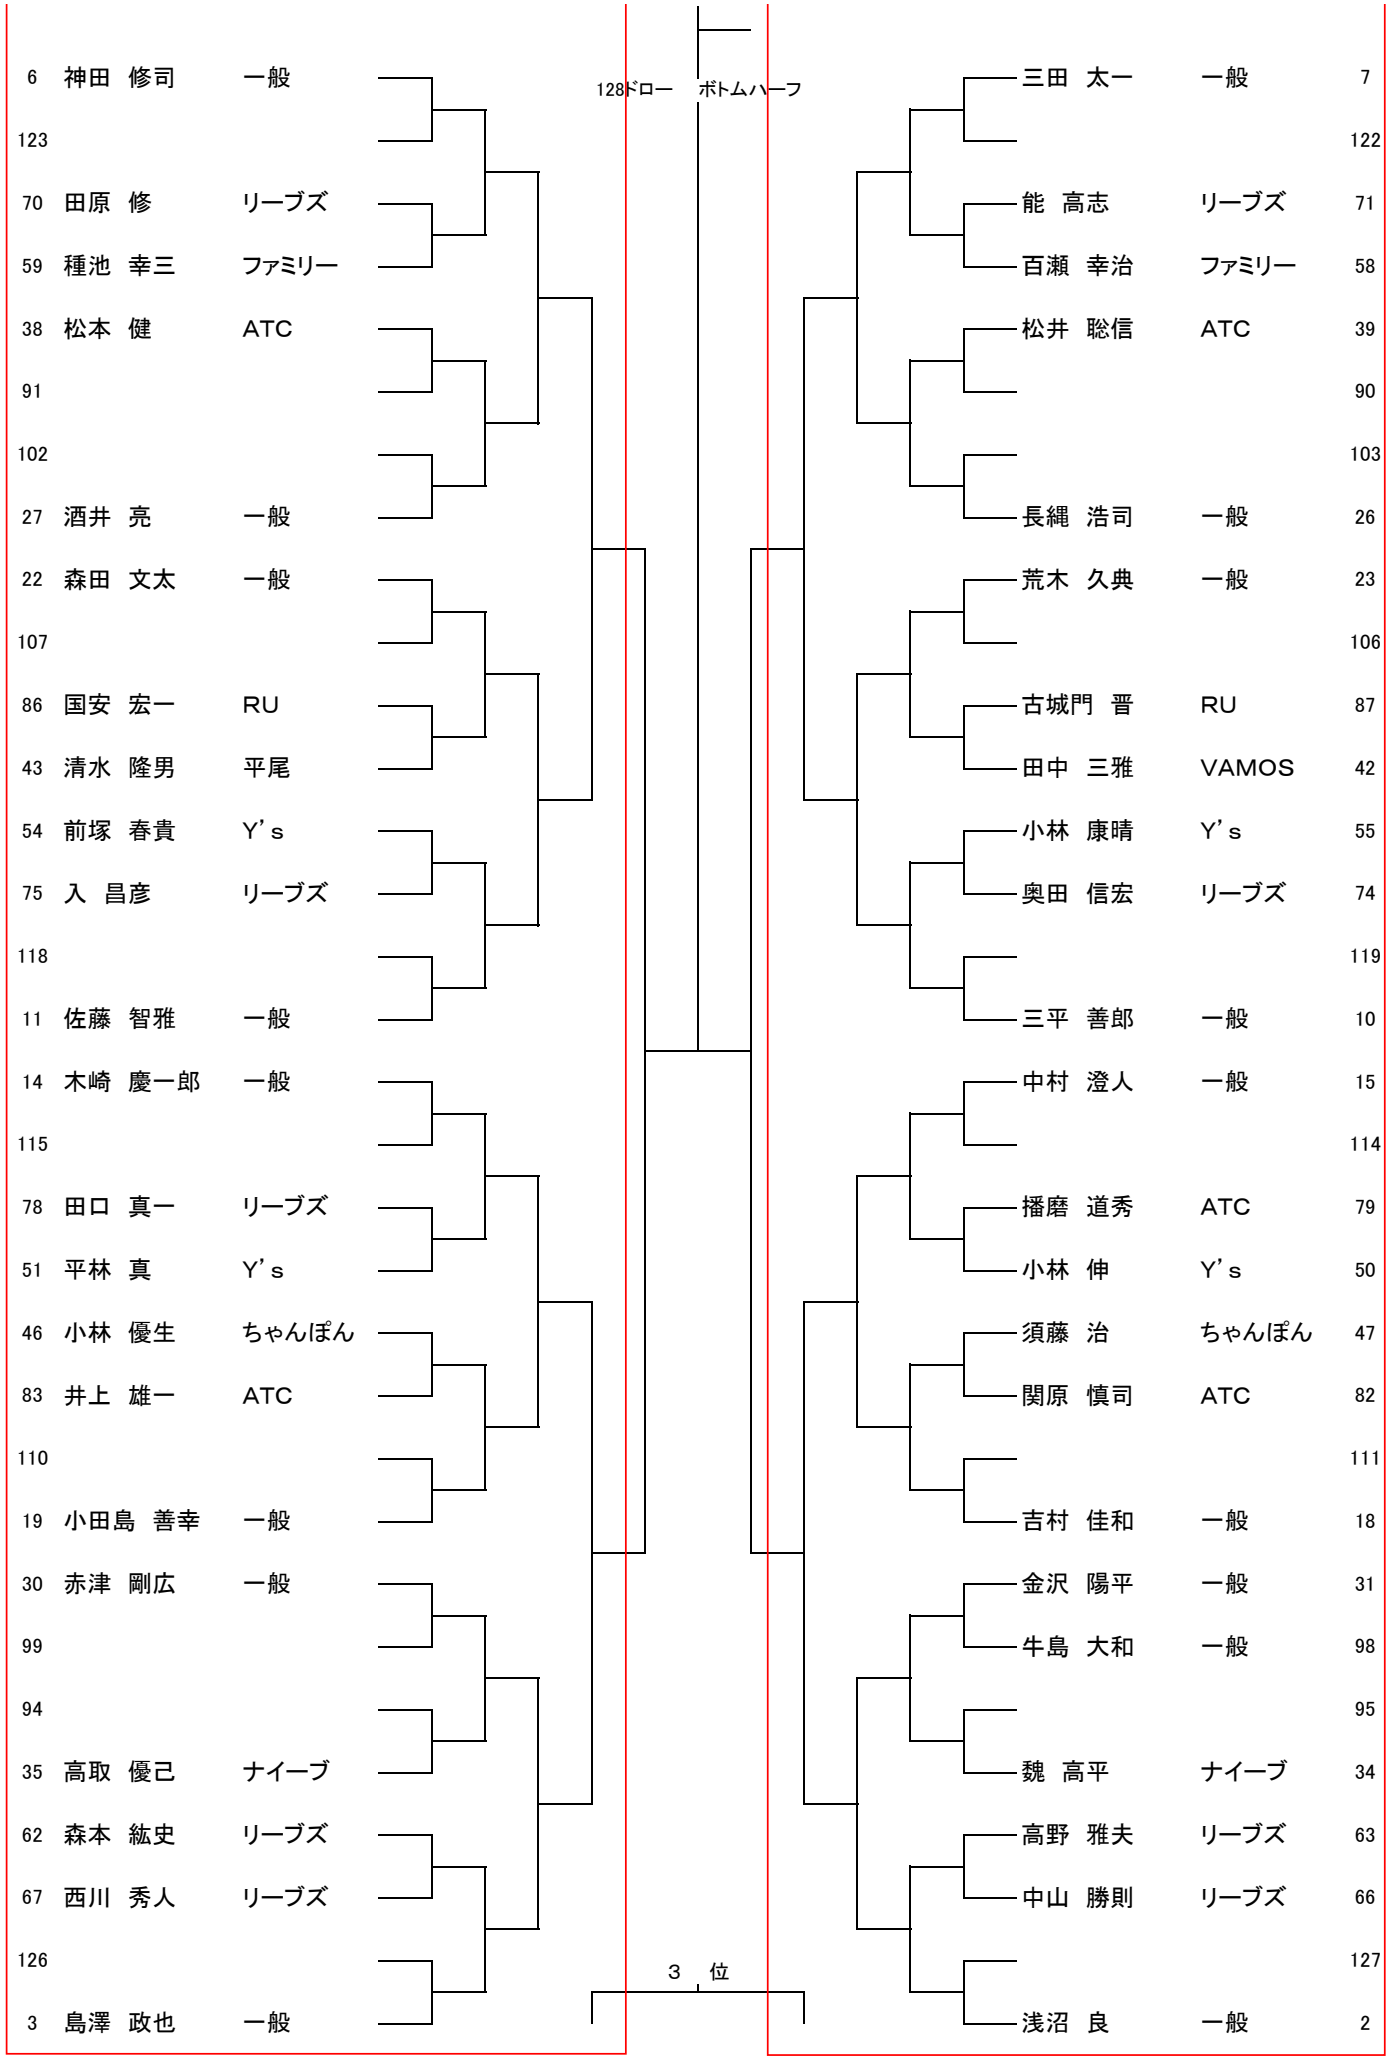 128ドロー　ボトムハーフ
6 神田　修司 一般 三田　太一 一般 7
123 122
70 田原　修 リーブズ 能　高志 リーブズ 71
59 種池　幸三 ファミリー 百瀬　幸治 ファミリー 58
38 松本　健 ATC 松井　聡信 ATC 39
91 90
102 103
27 酒井　亮 一般 長縄　浩司 一般 26
22 森田　文太 一般 荒木　久典 一般 23
107 106
86 国安　宏一 RU 古城門　晋 RU 87
43 清水　隆男 平尾 田中　三雅 VAMOS 42
54 前塚　春貴 Y's 小林　康晴 Y's 55
75 入　昌彦 リーブズ 奥田　信宏 リーブズ 74
118 119
11 佐藤　智雅 一般 三平　善郎 一般 10
14 木崎　慶一郎 一般 中村　澄人 一般 15
115 114
78 田口　真一 リーブズ 播磨　道秀 ATC 79
51 平林　真 Y's 小林　伸 Y's 50
46 小林　優生 ちゃんぽん 須藤　治 ちゃんぽん 47
83 井上　雄一 ATC 関原　慎司 ATC 82
110 111
19 小田島　善幸 一般 吉村　佳和 一般 18
30 赤津　剛広 一般 金沢　陽平 一般 31
99 牛島　大和 一般 98
94 95
35 高取　優己 ナイーブ 魏　高平 ナイーブ 34
62 森本　紘史 リーブズ 高野　雅夫 リーブズ 63
67 西川　秀人 リーブズ 中山　勝則 リーブズ 66
126 127
3　位
3 島澤　政也 一般 浅沼　良 一般 2